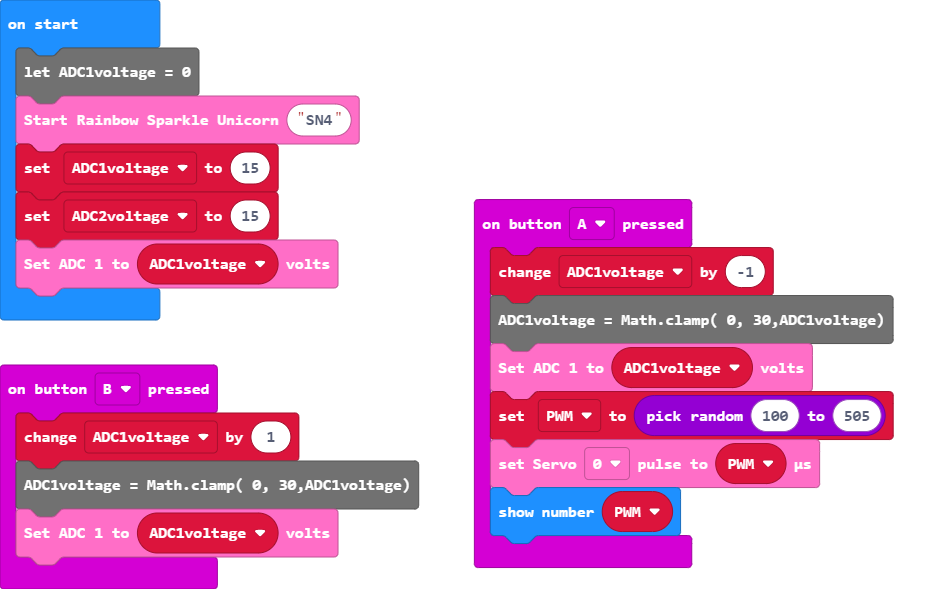 on start
let ADC1voltage = 0
Start Rainbow Sparkle Unicorn "SN4"
set ADC1voltage to 15
set ADC2voltage to 15
Set ADC 1 to ADC1voltage volts
on button B pressed
change ADC1voltage by 1
ADC1voltage = Math.clamp( 0, 30,ADC1voltage)
Set ADC 1 to ADC1voltage volts
on button A pressed
change ADC1voltage by -1
ADC1voltage = Math.clamp( 0, 30,ADC1voltage)
Set ADC 1 to ADC1voltage volts
set PWM to pick random 100 to 505
set Servo 0 pulse to PWM µs
show number PWM